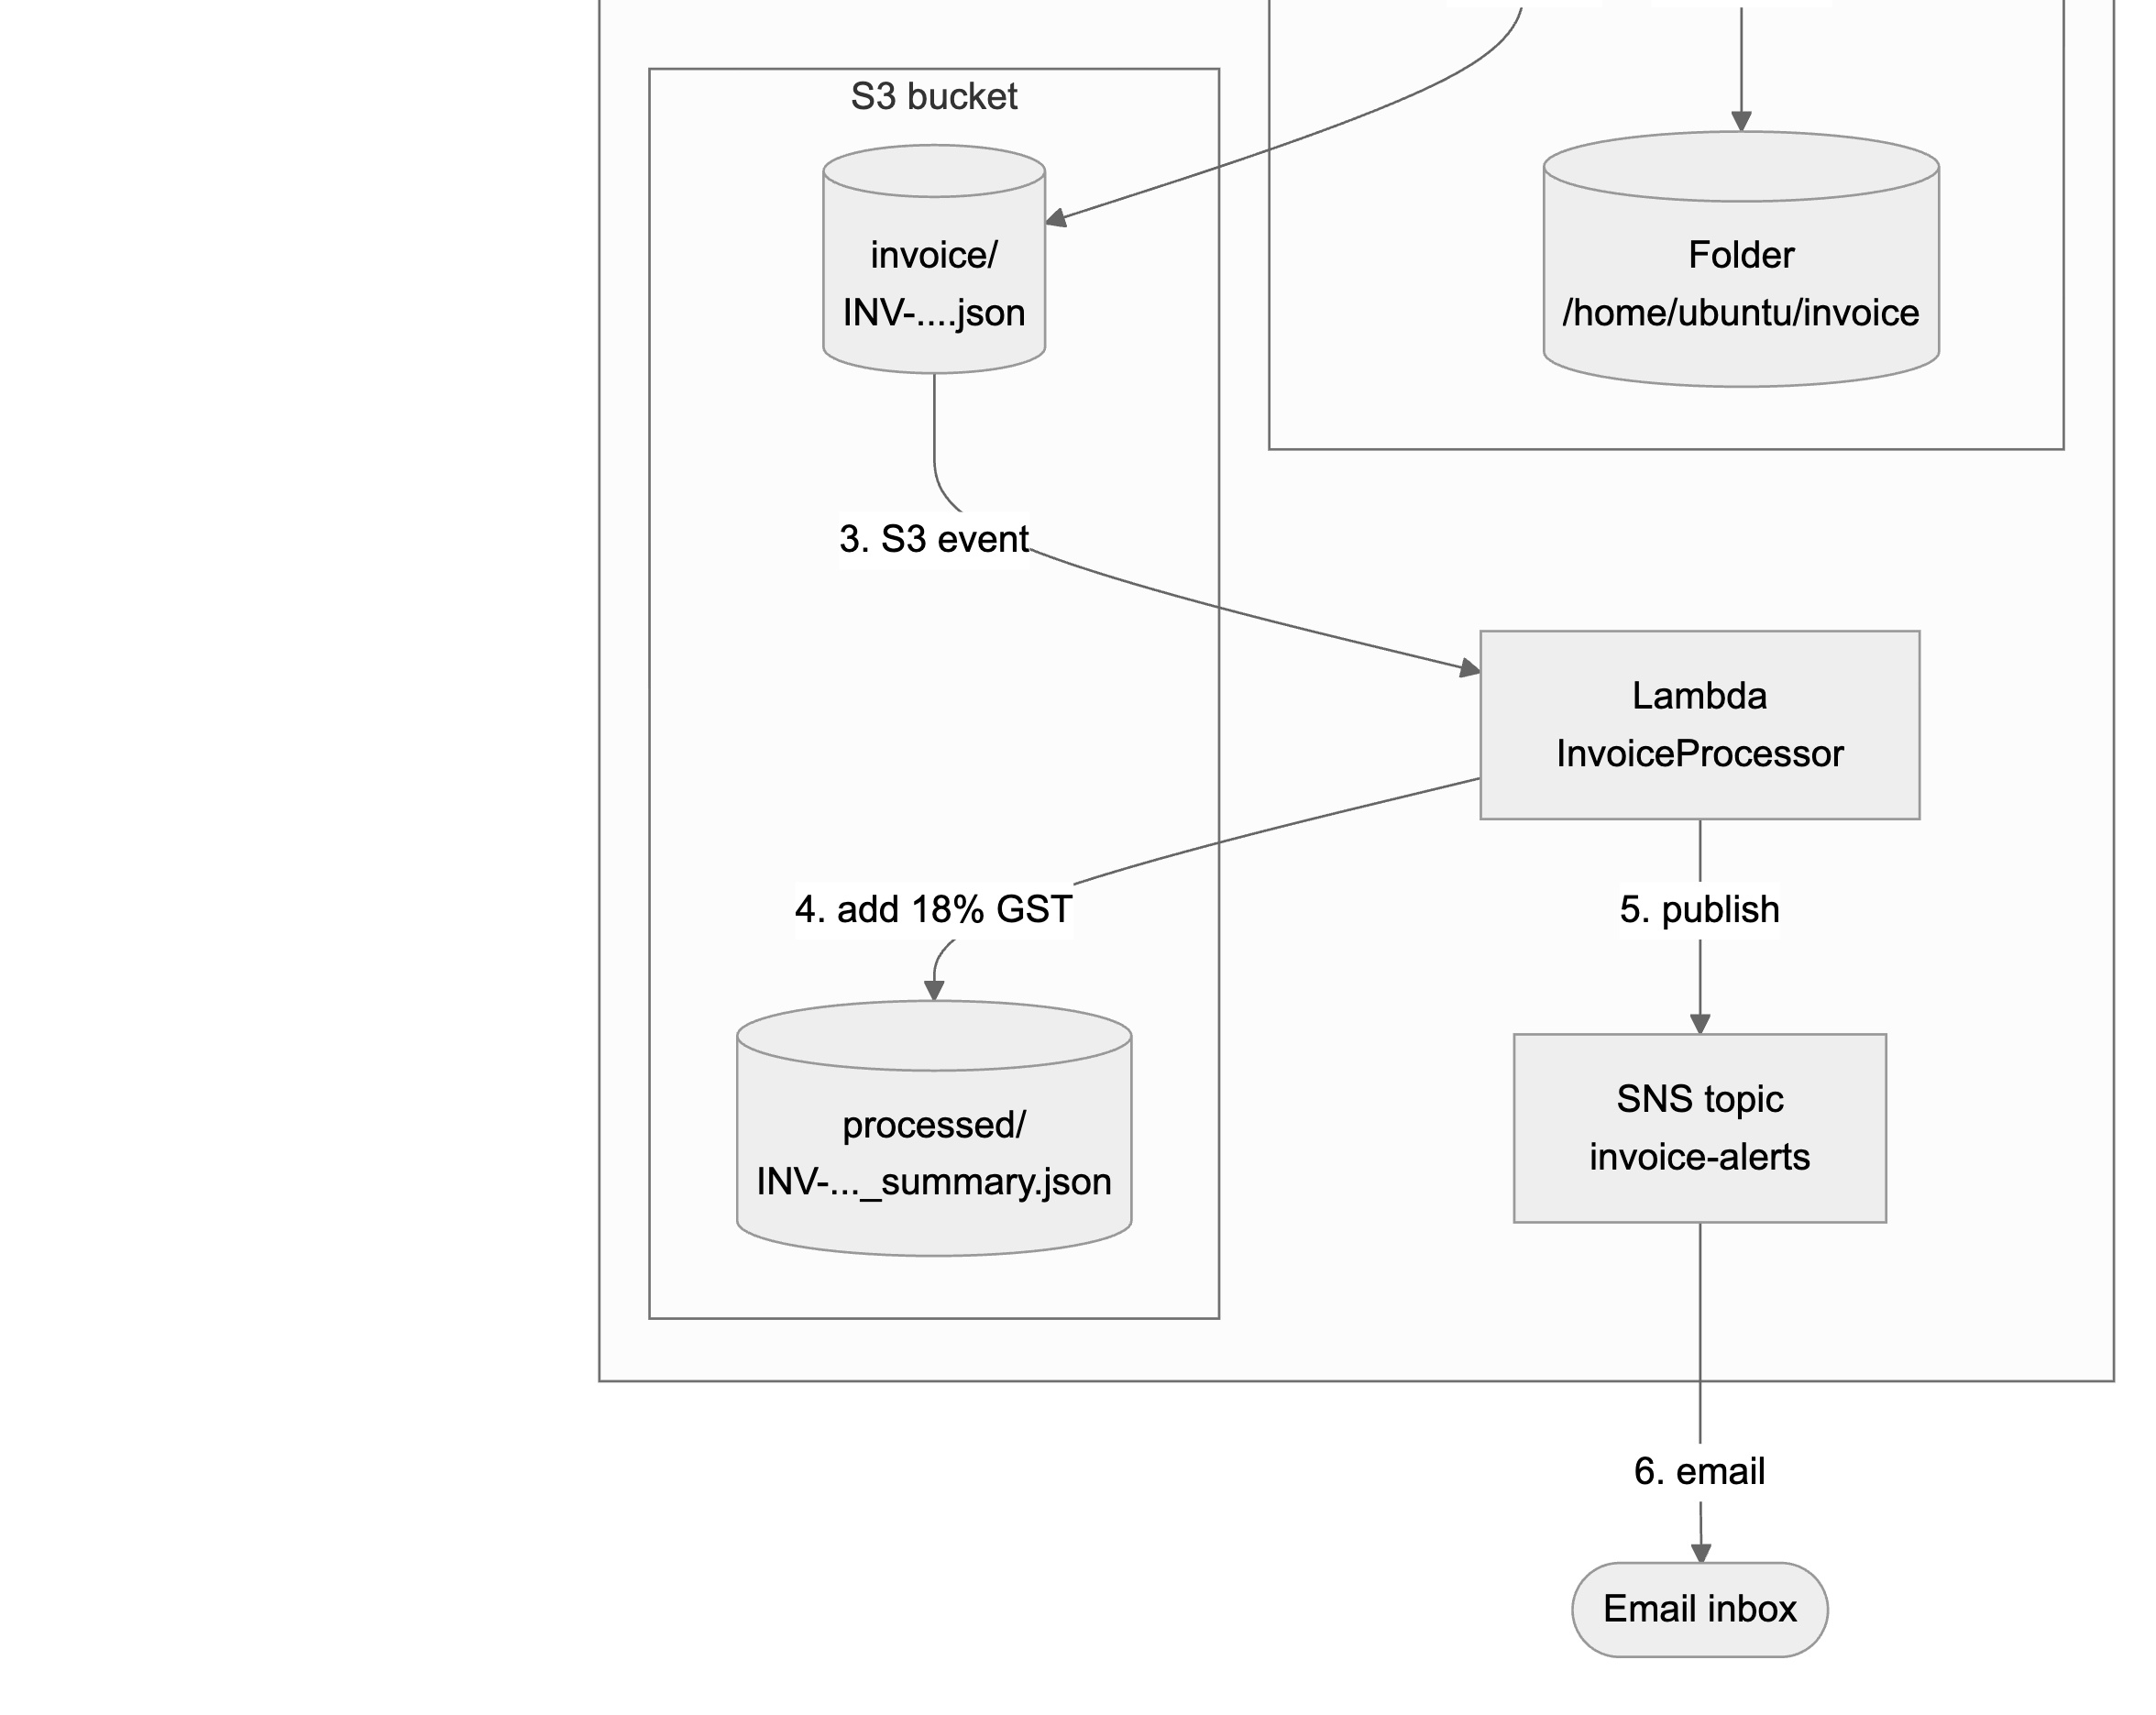 S3 bucket
invoice/
INV-....json
Folder
/home/ubuntu/invoice
3. S3 event
Lambda
InvoiceProcessor
4. add 18% GST
5. publish
processed/
INV-..._summary.json
SNS topic
invoice-alerts
6. email
Email inbox